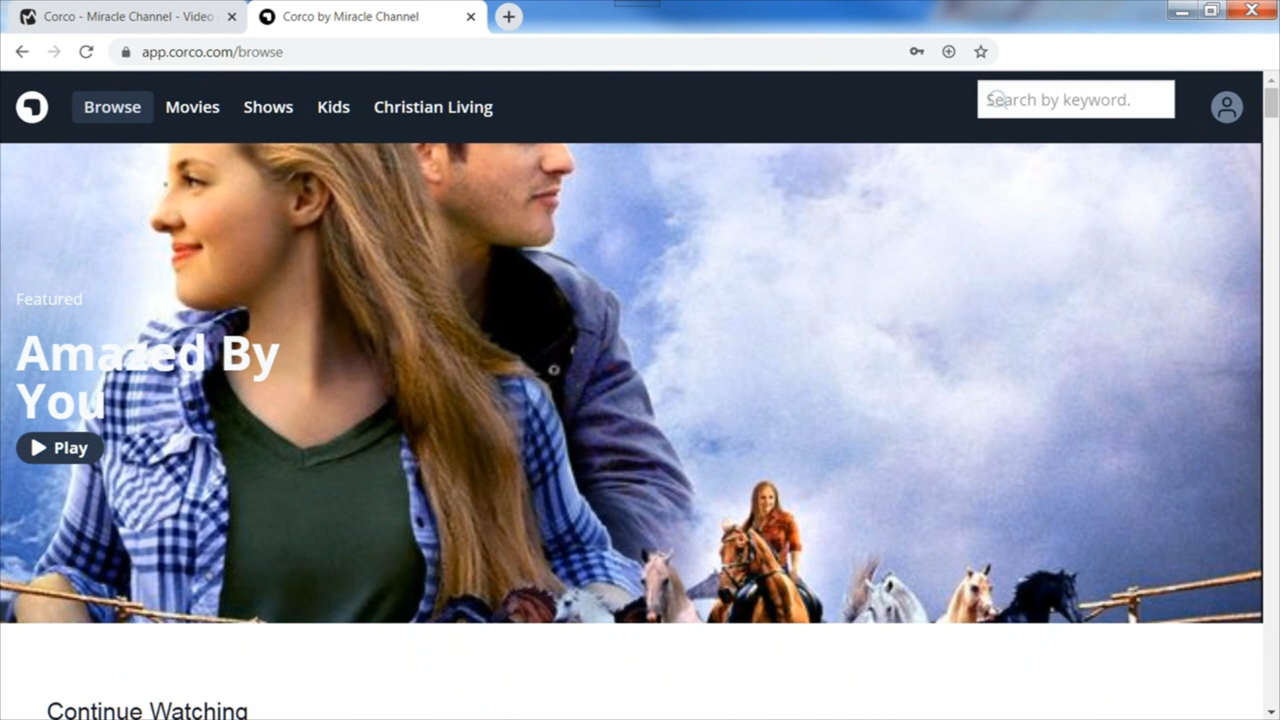 Corco - Miracle Channel - Video
Corco by Miracle Channel
app.corco.com/browse
Browse Movies Shows Kids Christian Living
Search by keyword.
Featured
Amazed By
You
Play
Continue Watching